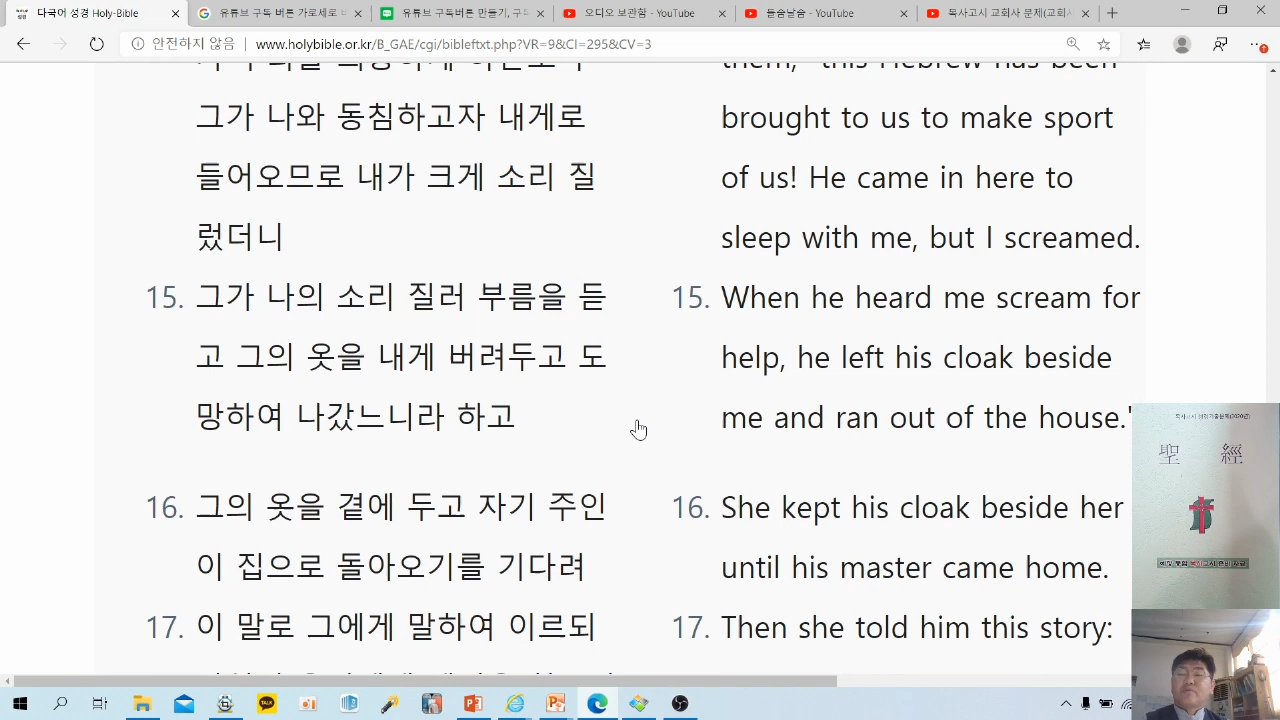 다국어 성경 Holy-Bible
유튜브 구독 버튼 가로세로 ㅂ
유튜브 구독버튼 만들기, 구독
오디오 보관함 - YouTube
들숨날숨 - YouTube
목사고시 교회사 문제(교회사
안전하지 않음
www.holybible.or.kr/B_GAE/cgi/bibleftxt.php?VR=9&CI=295&CV=3
그가 나와 동침하고자 내게로
들어오므로 내가 크게 소리 질
렀더니
15. 그가 나의 소리 질러 부름을 듣
고 그의 옷을 내게 버려두고 도
망하여 나갔느니라 하고
16. 그의 옷을 곁에 두고 자기 주인
이 집으로 돌아오기를 기다려
17. 이 말로 그에게 말하여 이르되
them, "this Hebrew has been
brought to us to make sport
of us! He came in here to
sleep with me, but I screamed.
15. When he heard me scream for
help, he left his cloak beside
me and ran out of the house."
16. She kept his cloak beside her
until his master came home.
17. Then she told him this story:
聖 經
TALK